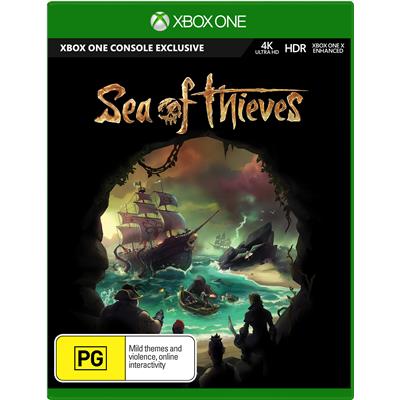 XBOX ONE
XBOX ONE CONSOLE EXCLUSIVE
4K
ULTRA HD
HDR
XBOX ONE X
ENHANCED
Sea of Thieves
PG
Mild themes and
violence, online
interactivity